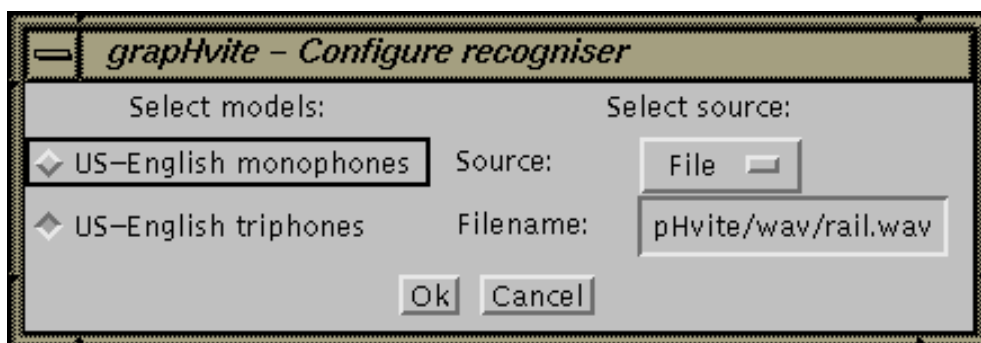 grapHvite – Configure recogniser
Select models: Select source:
US–English monophones Source: File
US–English triphones Filename: pHvite/wav/rail.wav
Ok Cancel